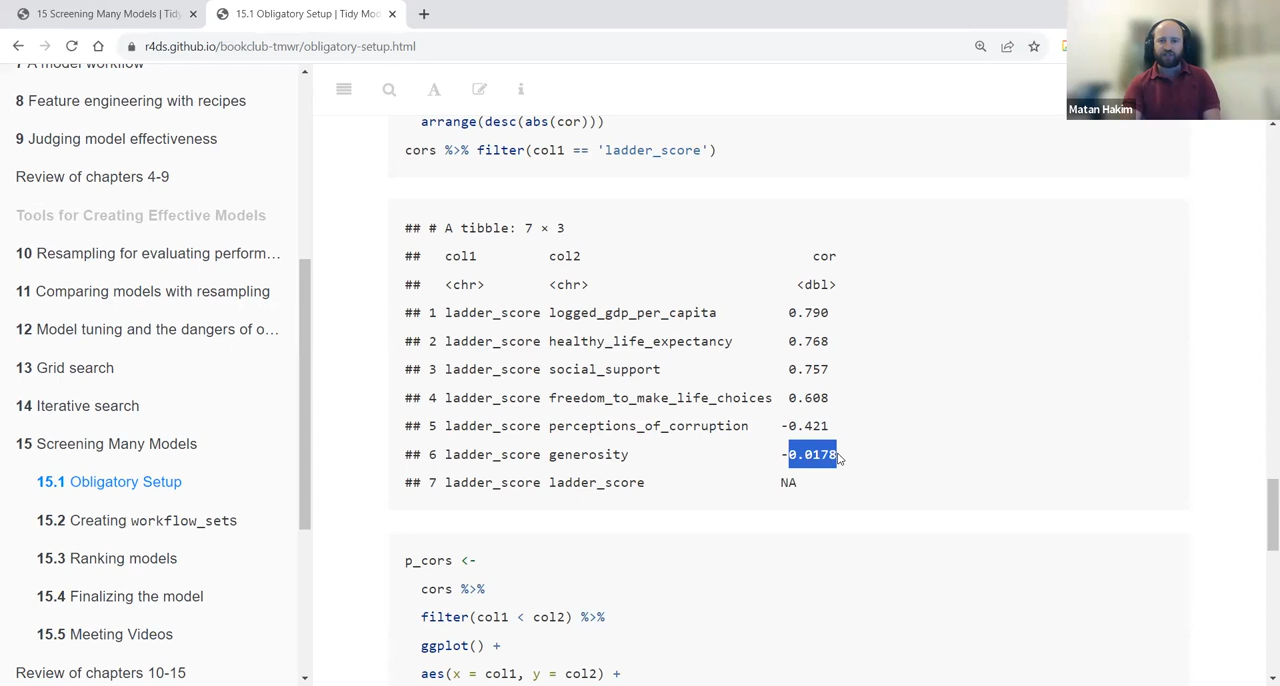 15 Screening Many Models | Tidy
15.1 Obligatory Setup | Tidy Mod
r4ds.github.io/bookclub-tmwr/obligatory-setup.html
Matan Hakim
7 A model workflow
8 Feature engineering with recipes
9 Judging model effectiveness
Review of chapters 4-9
Tools for Creating Effective Models
10 Resampling for evaluating perform…
11 Comparing models with resampling
12 Model tuning and the dangers of o…
13 Grid search
14 Iterative search
15 Screening Many Models
15.1 Obligatory Setup
15.2 Creating workflow_sets
15.3 Ranking models
15.4 Finalizing the model
15.5 Meeting Videos
Review of chapters 10-15
arrange(desc(abs(cor)))
cors %>% filter(col1 == 'ladder_score')
## # A tibble: 7 × 3
## col1 col2 cor
## <chr> <chr> <dbl>
## 1 ladder_score logged_gdp_per_capita 0.790
## 2 ladder_score healthy_life_expectancy 0.768
## 3 ladder_score social_support 0.757
## 4 ladder_score freedom_to_make_life_choices 0.608
## 5 ladder_score perceptions_of_corruption -0.421
## 6 ladder_score generosity -0.0178
## 7 ladder_score ladder_score NA
p_cors <-
cors %>%
filter(col1 < col2) %>%
ggplot() +
aes(x = col1, y = col2) +